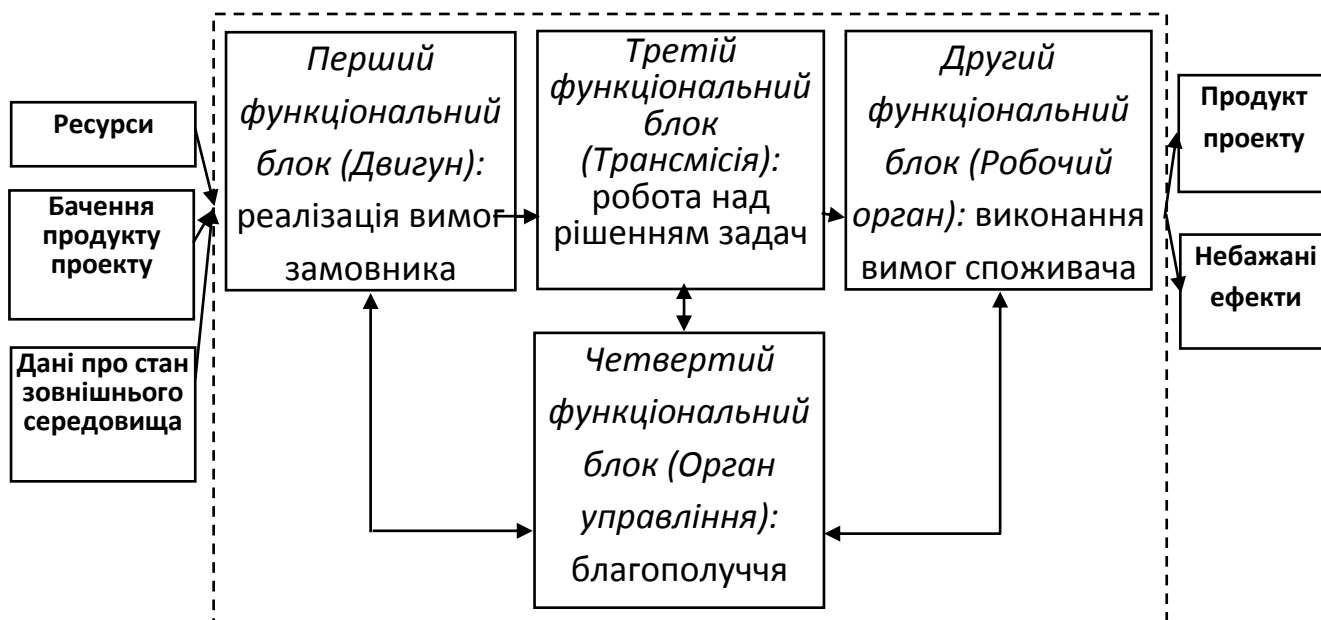 Ресурси
Бачення
продукту
проекту
Дані про стан
зовнішнього
середовища
Перший
функціональний
блок (Двигун):
реалізація вимог
замовника
Третій
функціональний
блок
(Трансмісія):
робота над
рішенням задач
Другий
функціональний
блок (Робочий
орган): виконання
вимог споживача
Четвертий
функціональний
блок (Орган
управління):
благополуччя
Продукт
проекту
Небажані
ефекти